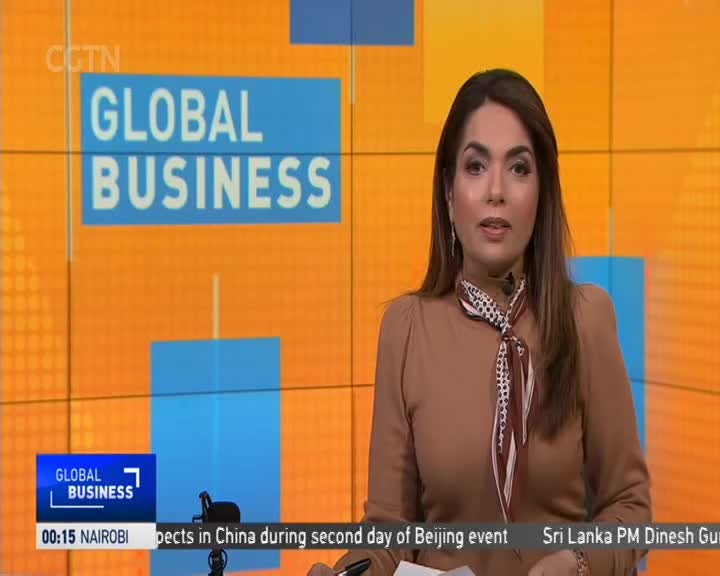 CGTN
GLOBAL
BUSINESS
GLOBAL
BUSINESS
00:15 NAIROBI
pects in China during second day of Beijing event Sri Lanka PM Dinesh Gu